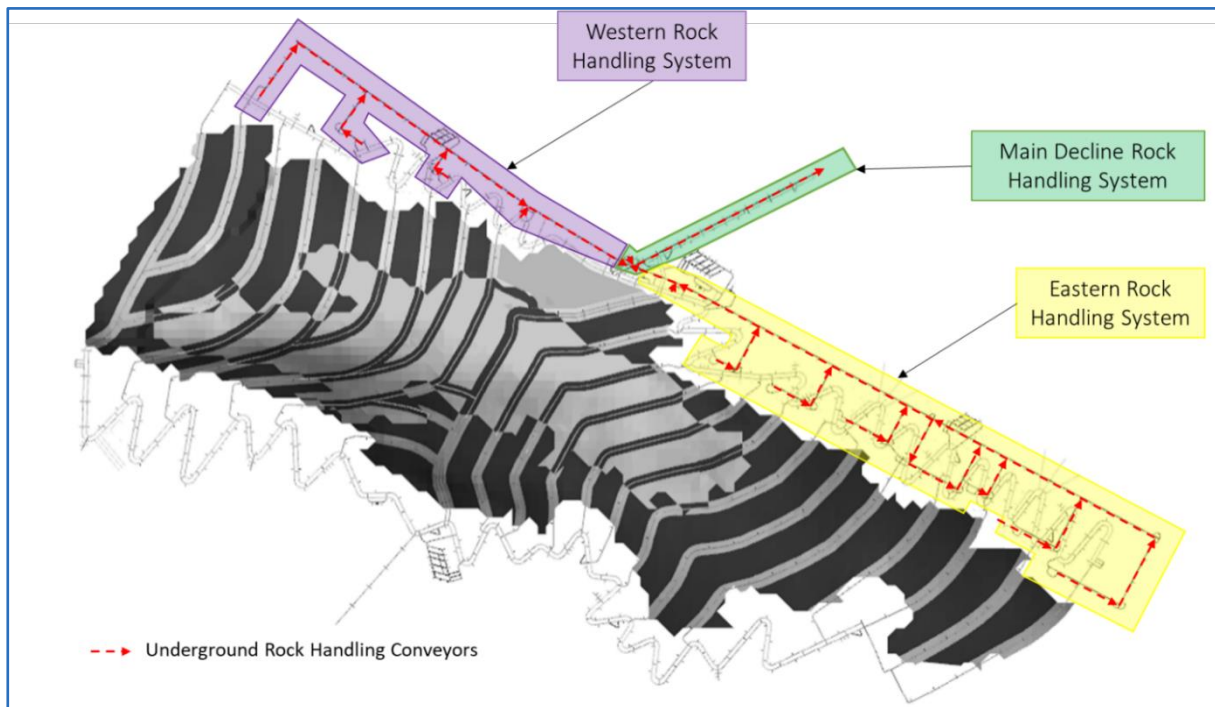 Western Rock
Handling System
Main Decline Rock
Handling System
Eastern Rock
Handling System
Underground Rock Handling Conveyors